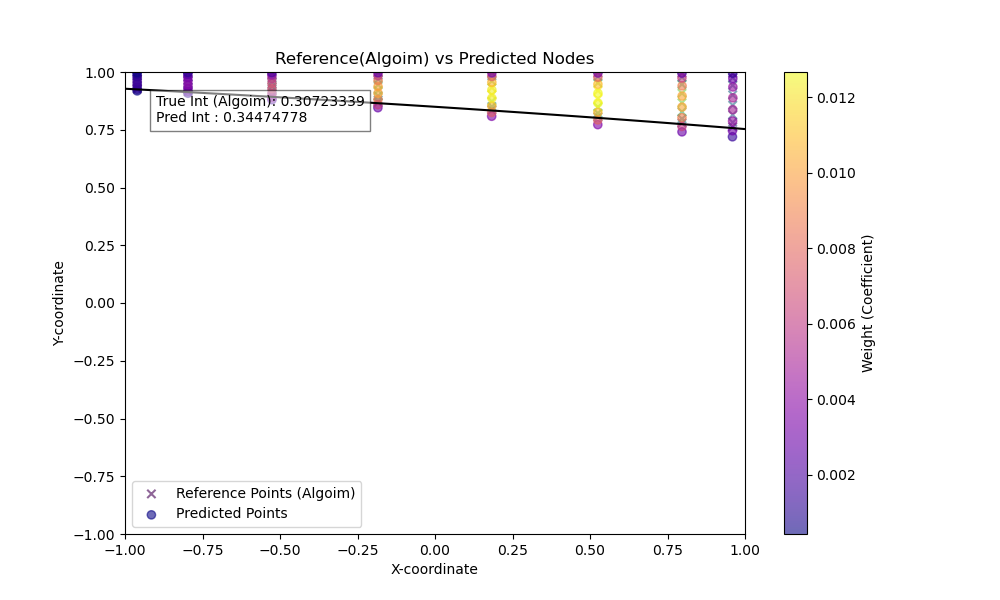 Reference(Algoim) vs Predicted Nodes
1.00
0.75
0.50
0.25
0.00
−0.25
−0.50
−0.75
−1.00
Y-coordinate
True Int (Algoim): 0.30723339
Pred Int : 0.34474778
Reference Points (Algoim)
Predicted Points
−1.00 −0.75 −0.50 −0.25 0.00 0.25 0.50 0.75 1.00
X-coordinate
0.012
0.010
0.008
0.006
0.004
0.002
Weight (Coefficient)